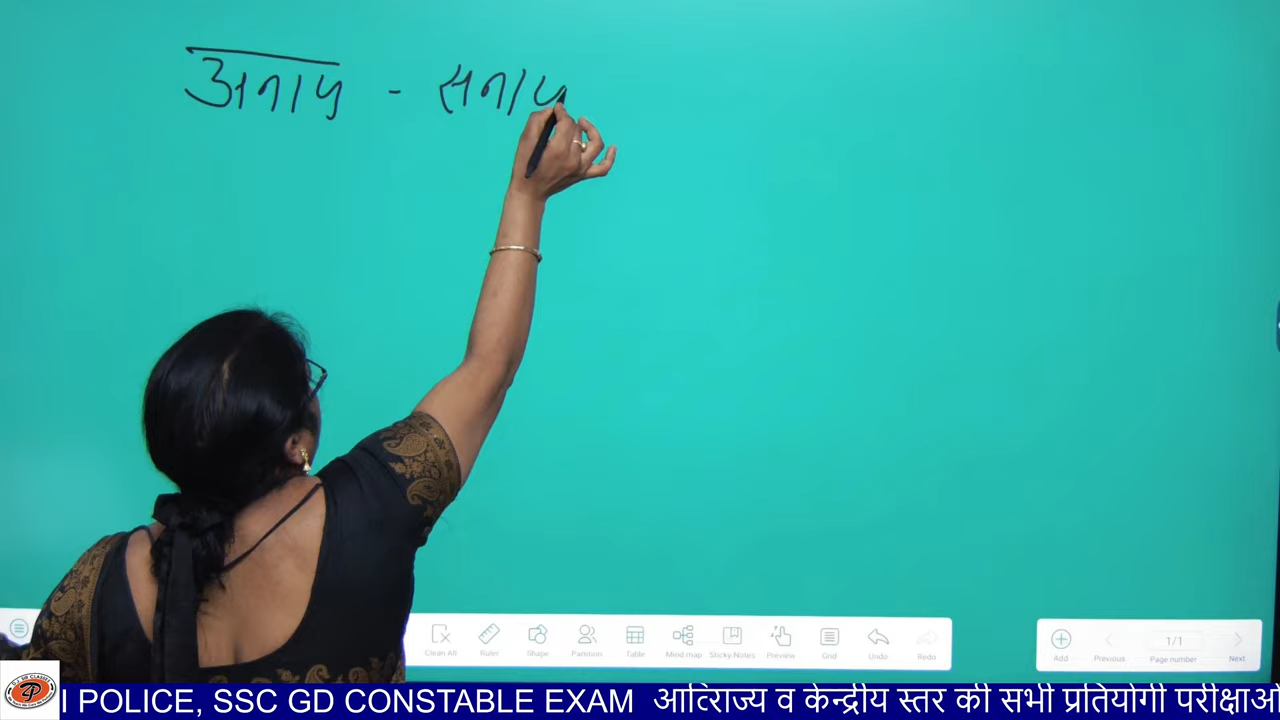 अनाप - सनाप
Clean All Ruler Shape Partition Table Mind map Sticky Notes Preview Grid Undo Redo Add Previous 1/1 Page number Next
I POLICE, SSC GD CONSTABLE EXAM आदि राज्य व केन्द्रीय स्तर की सभी प्रतियोगी परीक्षाओं